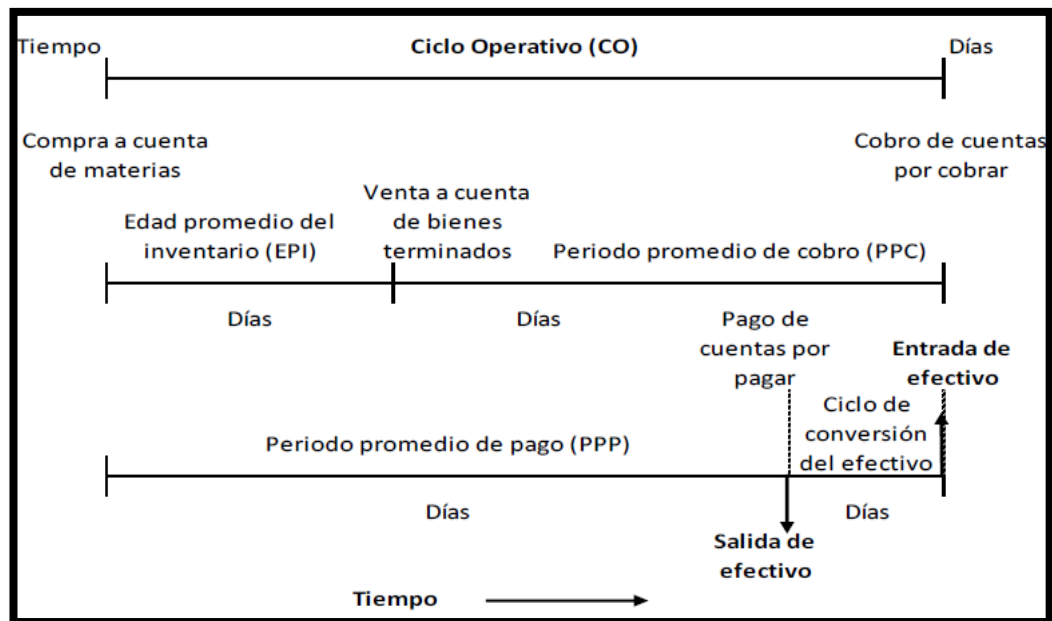 Tiempo
Ciclo Operativo (CO)
Días
Compra a cuenta
de materias
Cobro de cuentas
por cobrar
Edad promedio del
inventario (EPI)
Venta a cuenta
de bienes
terminados
Periodo promedio de cobro (PPC)
Días
Días
Pago de
cuentas por
pagar
Entrada de
efectivo
Periodo promedio de pago (PPP)
Ciclo de
conversión
del efectivo
Días
Días
Salida de
efectivo
Tiempo